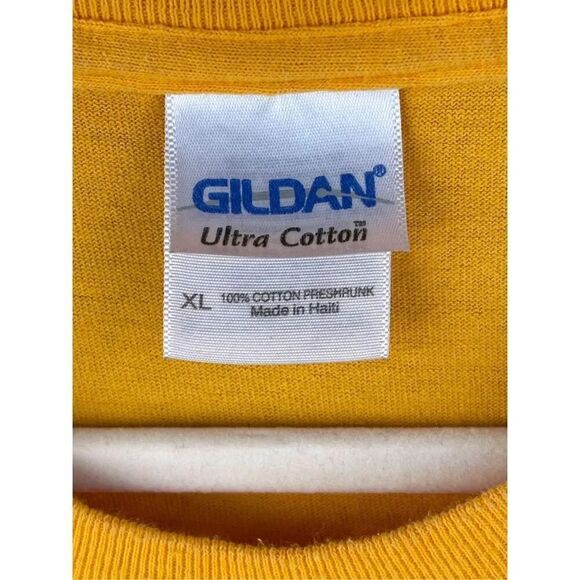 GILDAN®
Ultra Cotton™
XL 100% COTTON PRESHRUNK
Made in Haiti